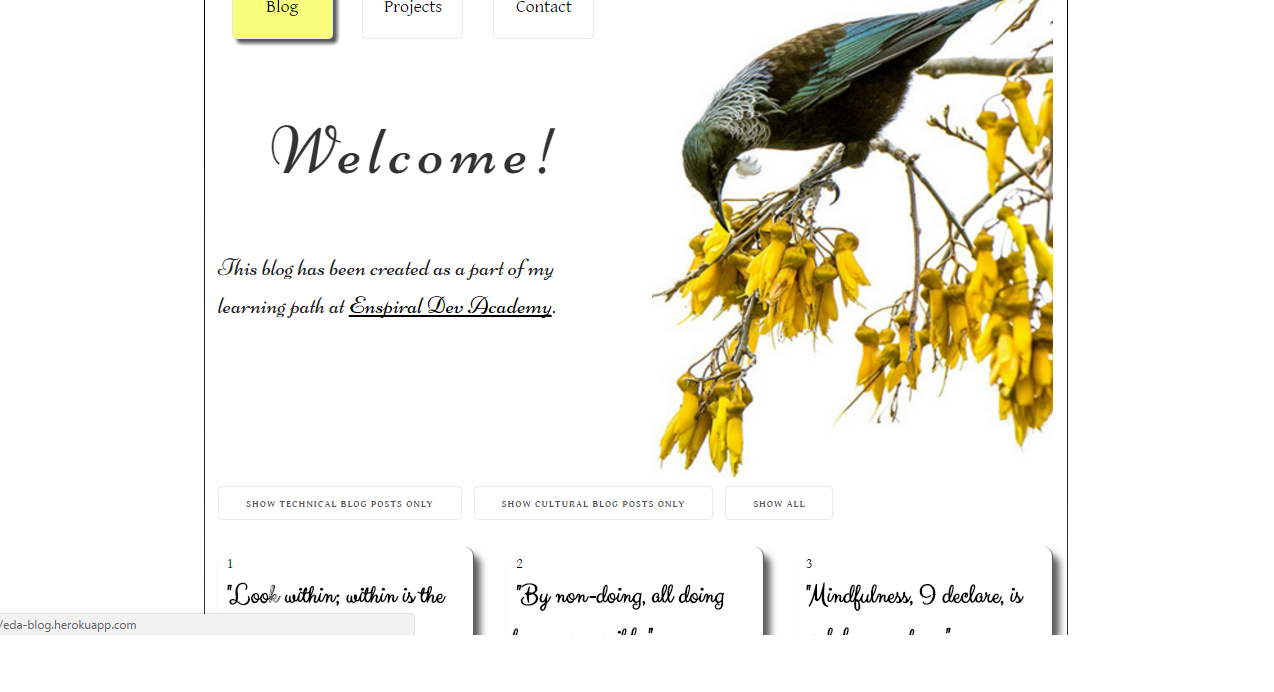 Blog Projects Contact
Welcome!
This blog has been created as a part of my
learning path at Enspiral Dev Academy.
SHOW TECHNICAL BLOG POSTS ONLY SHOW CULTURAL BLOG POSTS ONLY SHOW ALL
1
"Look within; within is the
2
"By non-doing, all doing
3
"Mindfulness, I declare, is
/eda-blog.herokuapp.com